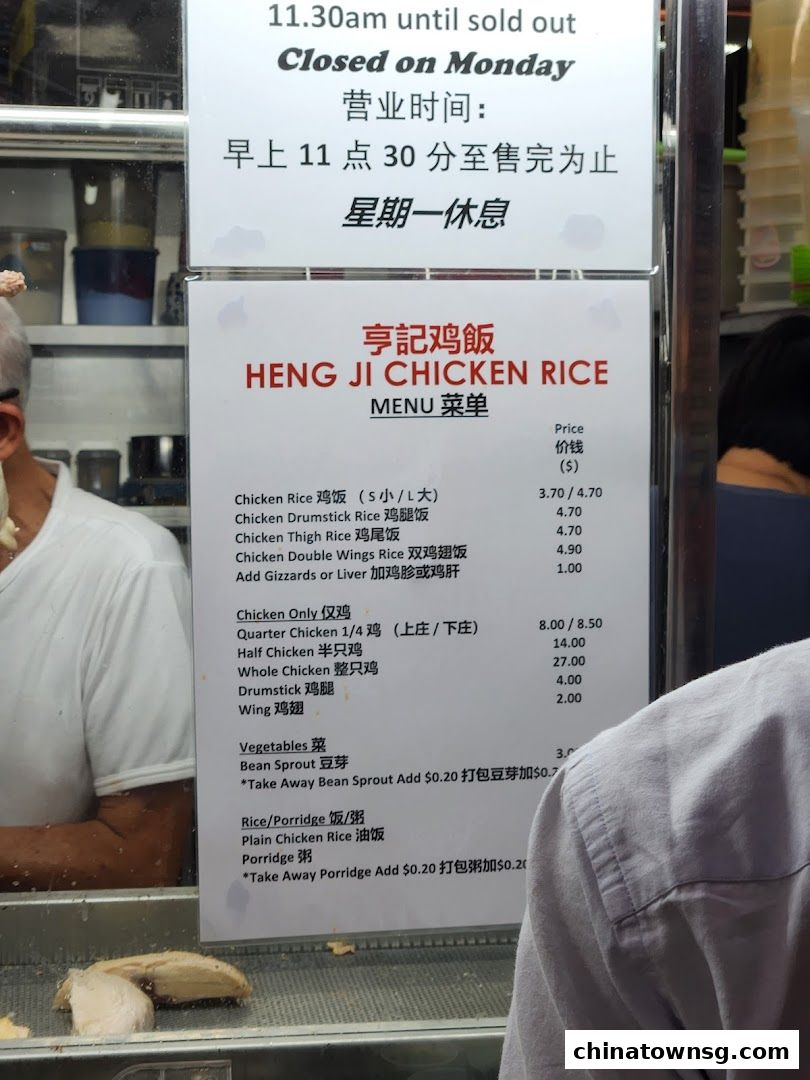 11.30am until sold out
Closed on Monday
营业时间：
早上 11 点 30 分至售完为止
星期一休息
亨記鸡飯
HENG JI CHICKEN RICE
MENU 菜单
Price
价钱
($)
Chicken Rice 鸡饭 （ S 小 / L 大） 3.70 / 4.70
Chicken Drumstick Rice 鸡腿饭 4.70
Chicken Thigh Rice 鸡尾饭 4.70
Chicken Double Wings Rice 双鸡翅饭 4.90
Add Gizzards or Liver 加鸡胗或鸡肝 1.00
Chicken Only 仅鸡
Quarter Chicken 1/4 鸡 （上庄 / 下庄） 8.00 / 8.50
Half Chicken 半只鸡 14.00
Whole Chicken 整只鸡 27.00
Drumstick 鸡腿 4.00
Wing 鸡翅 2.00
Vegetables 菜
Bean Sprout 豆芽
*Take Away Bean Sprout Add $0.20 打包豆芽加
Rice/Porridge 饭/粥
Plain Chicken Rice 油饭
Porridge 粥
*Take Away Porridge Add $0.20 打包粥加$0.20
chinatownsg.com